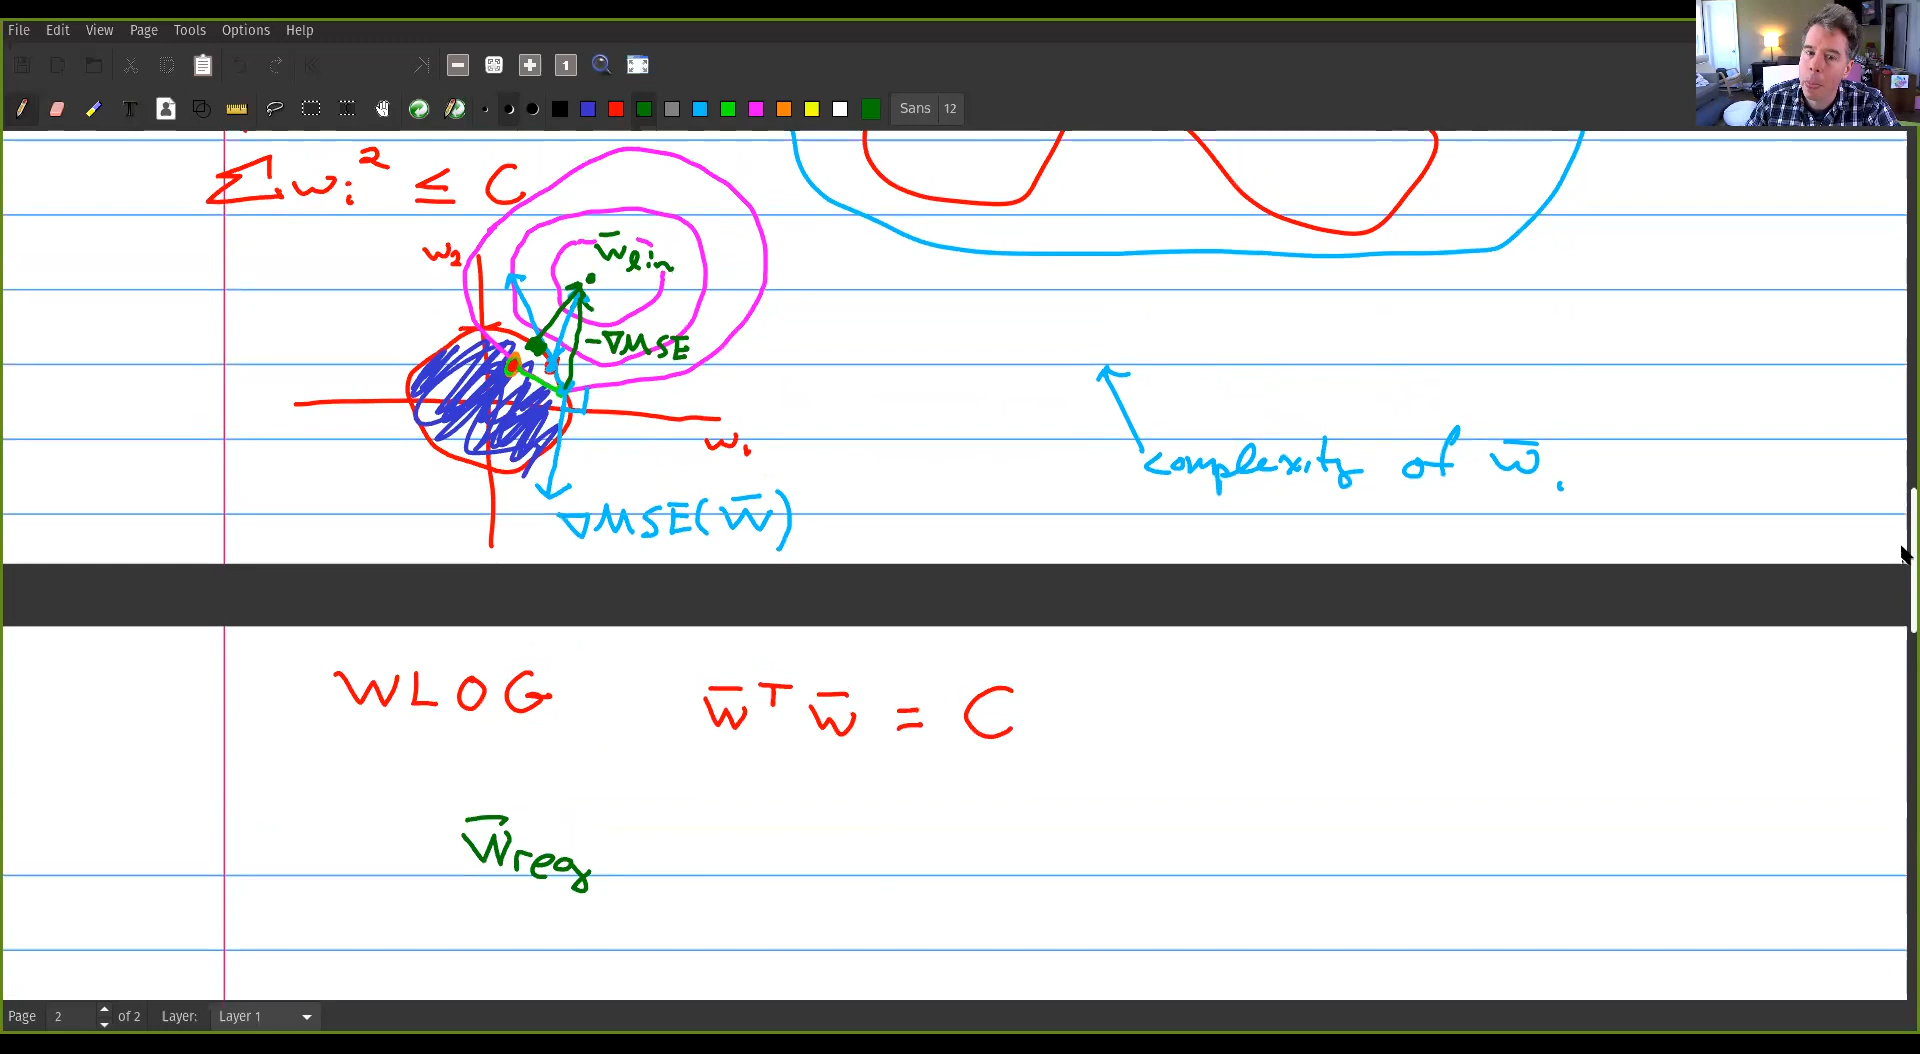 File Edit View Page Tools Options Help
Sans 12
∑wᵢ² ≤ C
w₂
w̄ₗᵢₙ
-∇MSE
w₁
complexity of w̄.
∇MSE(w̄)
WLOG w̄ᵀw̄ = C
w̄reg
Page 2 of 2 Layer: Layer 1